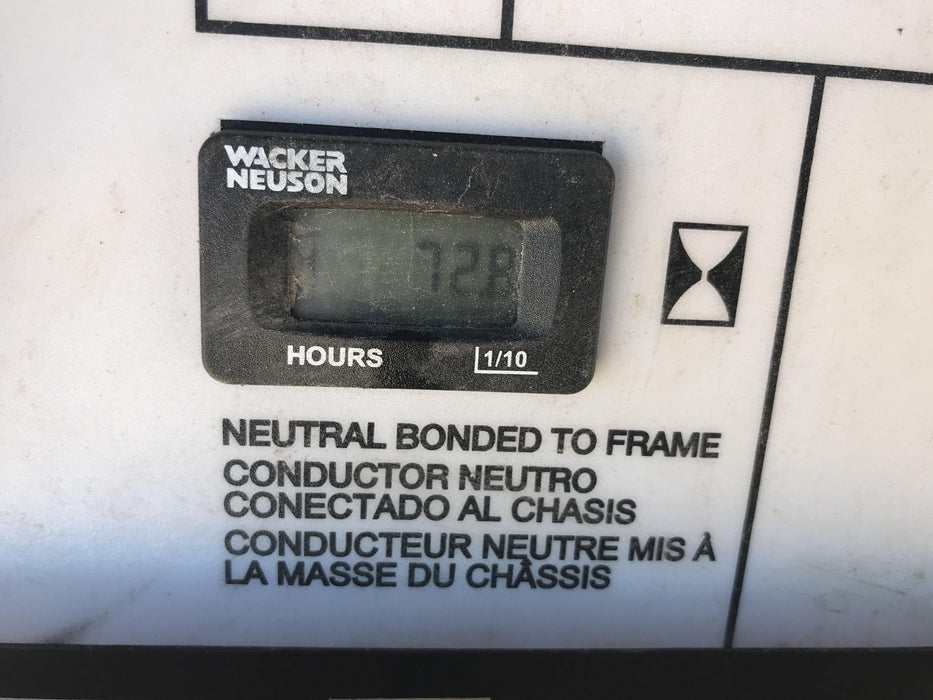 WACKER
NEUSON
72.8
HOURS 1/10
NEUTRAL BONDED TO FRAME
CONDUCTOR NEUTRO
CONECTADO AL CHASIS
CONDUCTEUR NEUTRE MIS À
LA MASSE DU CHÂSSIS